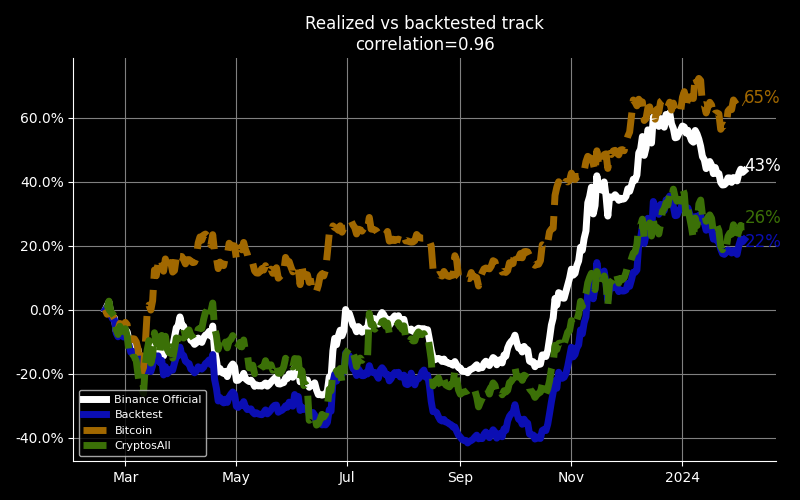 Realized vs backtested track
correlation=0.96
60.0%
40.0%
20.0%
0.0%
-20.0%
-40.0%
65%
43%
26%
22%
Binance Official
Backtest
Bitcoin
CryptosAll
Mar
May
Jul
Sep
Nov
2024